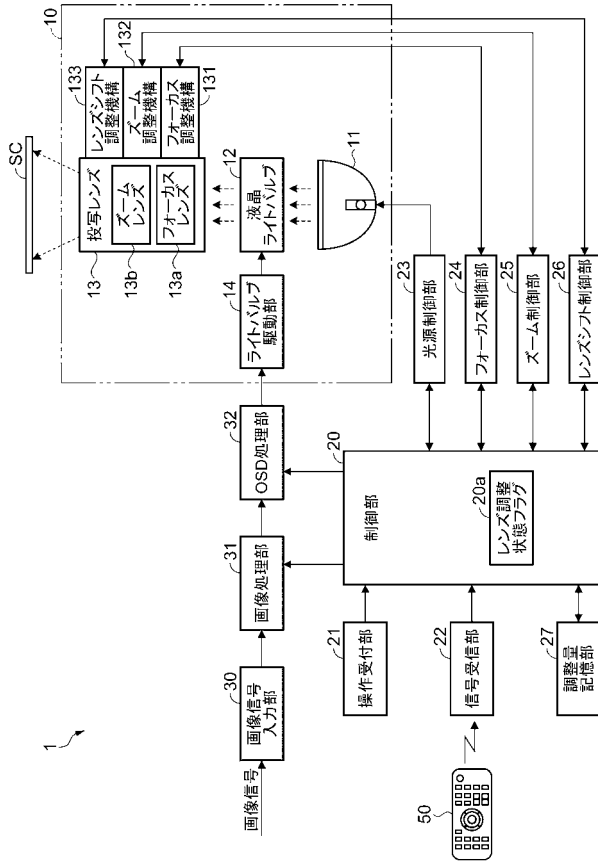 1
画像信号
30
画像信号
入力部
31
画像処理部
32
OSD処理部
14
ライトバルブ
駆動部
12
液晶
ライトバルブ
11
10
SC
13
投写レンズ
13b
ズーム
レンズ
13a
フォーカス
レンズ
133
レンズシフト
調整機構
132
ズーム
調整機構
131
フォーカス
調整機構
20
制御部
20a
レンズ調整
状態フラグ
21
操作受付部
22
信号受信部
27
調整量
記憶部
50
23
光源制御部
24
フォーカス制御部
25
ズーム制御部
26
レンズシフト制御部